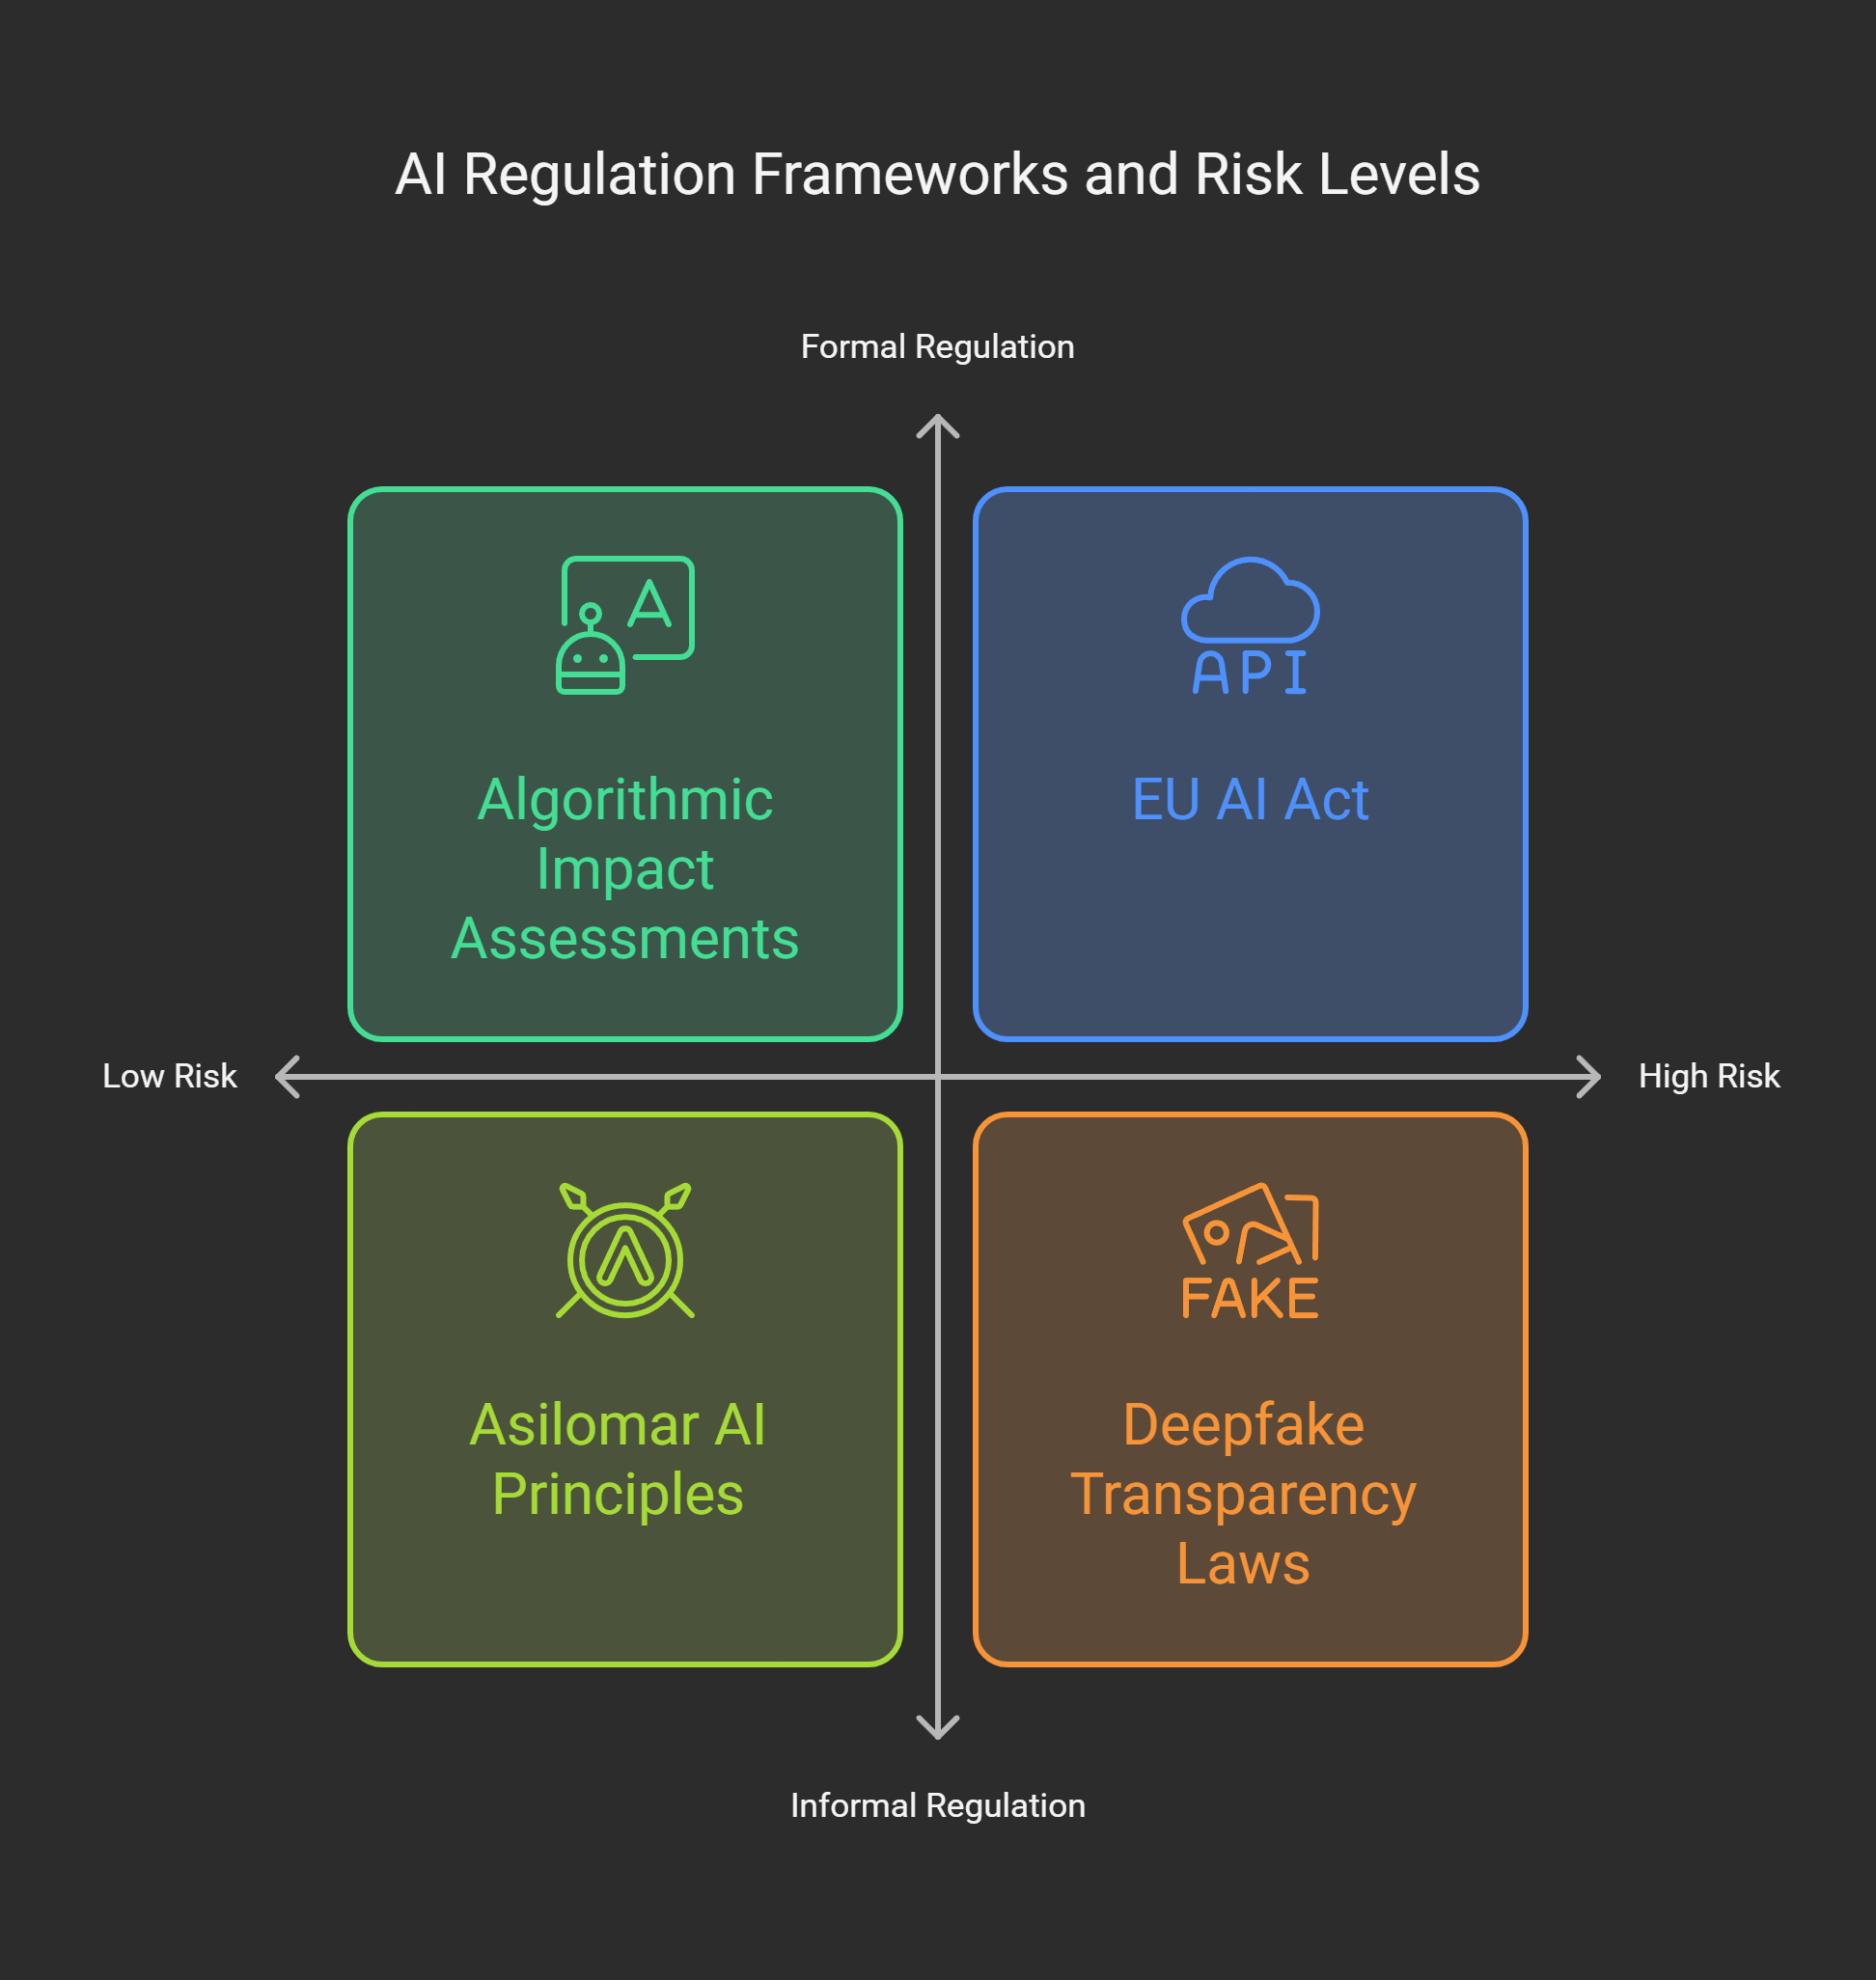 AI Regulation Frameworks and Risk Levels
Formal Regulation
A
Algorithmic
Impact
Assessments
API
EU AI Act
Low Risk
High Risk
Asilomar AI
Principles
FAKE
Deepfake
Transparency
Laws
Informal Regulation